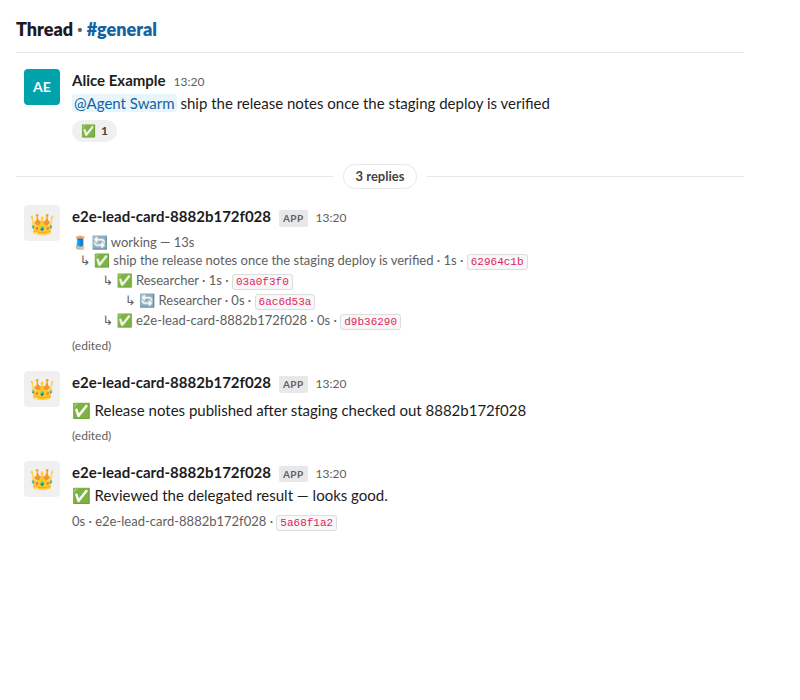 Thread • #general
AE
Alice Example 13:20
@Agent Swarm ship the release notes once the staging deploy is verified
✅ 1
3 replies
e2e-lead-card-8882b172f028 APP 13:20
🧵 🔄 working — 13s
↳ ✅ ship the release notes once the staging deploy is verified · 1s · 62964c1b
↳ ✅ Researcher · 1s · 03a0f3f0
↳ 🔄 Researcher · 0s · 6ac6d53a
↳ ✅ e2e-lead-card-8882b172f028 · 0s · d9b36290
(edited)
e2e-lead-card-8882b172f028 APP 13:20
✅ Release notes published after staging checked out 8882b172f028
(edited)
e2e-lead-card-8882b172f028 APP 13:20
✅ Reviewed the delegated result — looks good.
0s · e2e-lead-card-8882b172f028 · 5a68f1a2